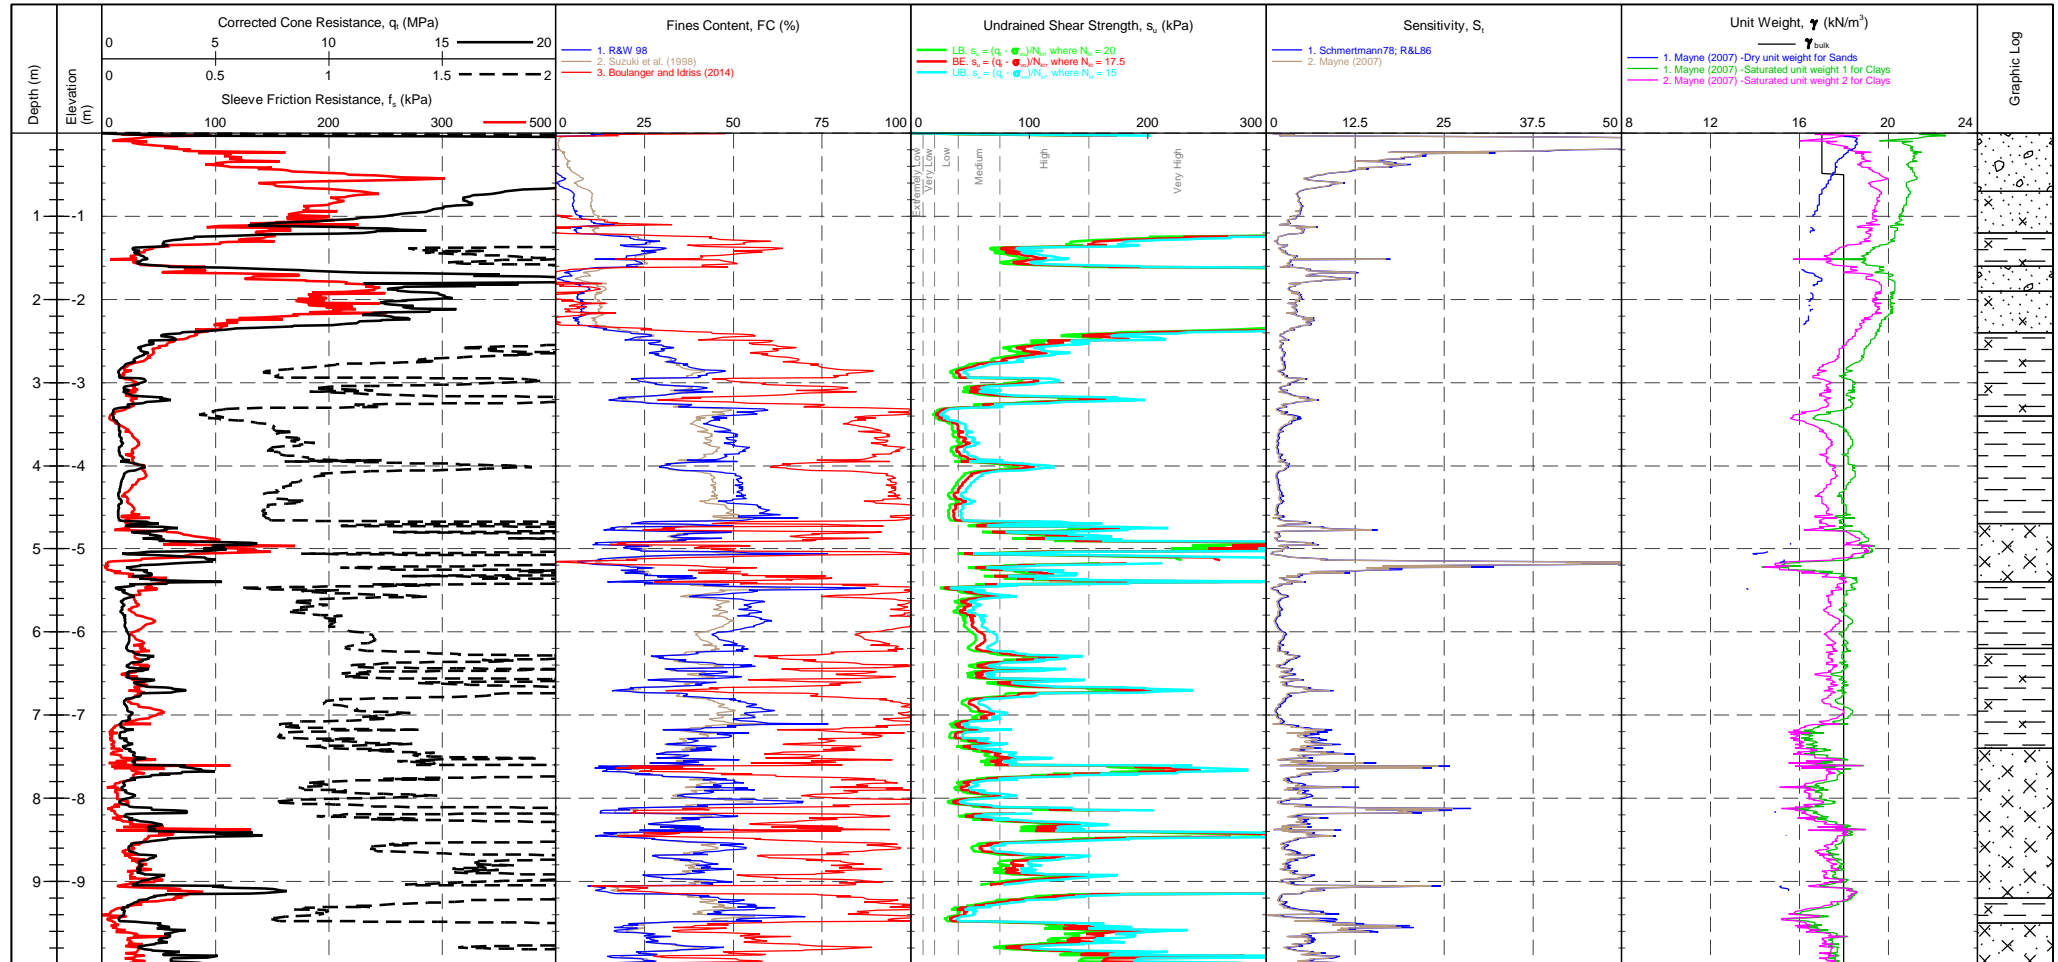 Corrected Cone Resistance, qt (MPa)
0 5 10 15 20
0 0.5 1 1.5 2
Sleeve Friction Resistance, fs (kPa)
0 100 200 300 500
Depth (m)
Elevation (m)
Fines Content, FC (%)
1. R&W 98
2. Suzuki et al. (1998)
3. Boulanger and Idriss (2014)
0 25 50 75 100
Undrained Shear Strength, su (kPa)
LB. su = (qt - σvo)/Nkt, where Nkt = 20
BE. su = (qt - σvo)/Nkt, where Nkt = 17.5
UB. su = (qt - σvo)/Nkt, where Nkt = 15
0 100 200 300
Extremely Low
Very Low
Low
Medium
High
Very High
Sensitivity, St
1. Schmertmann78; R&L86
2. Mayne (2007)
0 12.5 25 37.5 50
Unit Weight, γ (kN/m³)
γbulk
1. Mayne (2007) -Dry unit weight for Sands
1. Mayne (2007) -Saturated unit weight 1 for Clays
2. Mayne (2007) -Saturated unit weight 2 for Clays
8 12 16 20 24
Graphic Log
1 -1
2 -2
3 -3
4 -4
5 -5
6 -6
7 -7
8 -8
9 -9